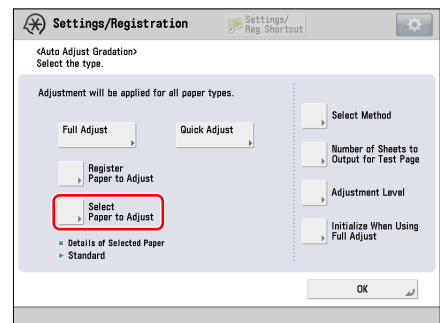 Settings/Registration
Settings/
Reg.Shortcut
<Auto Adjust Gradation>
Select the type.
Adjustment will be applied for all paper types.
Full Adjust
Quick Adjust
Register
Paper to Adjust
Select
Paper to Adjust
Details of Selected Paper
Standard
Select Method
Number of Sheets to
Output for Test Page
Adjustment Level
Initialize When Using
Full Adjust
OK